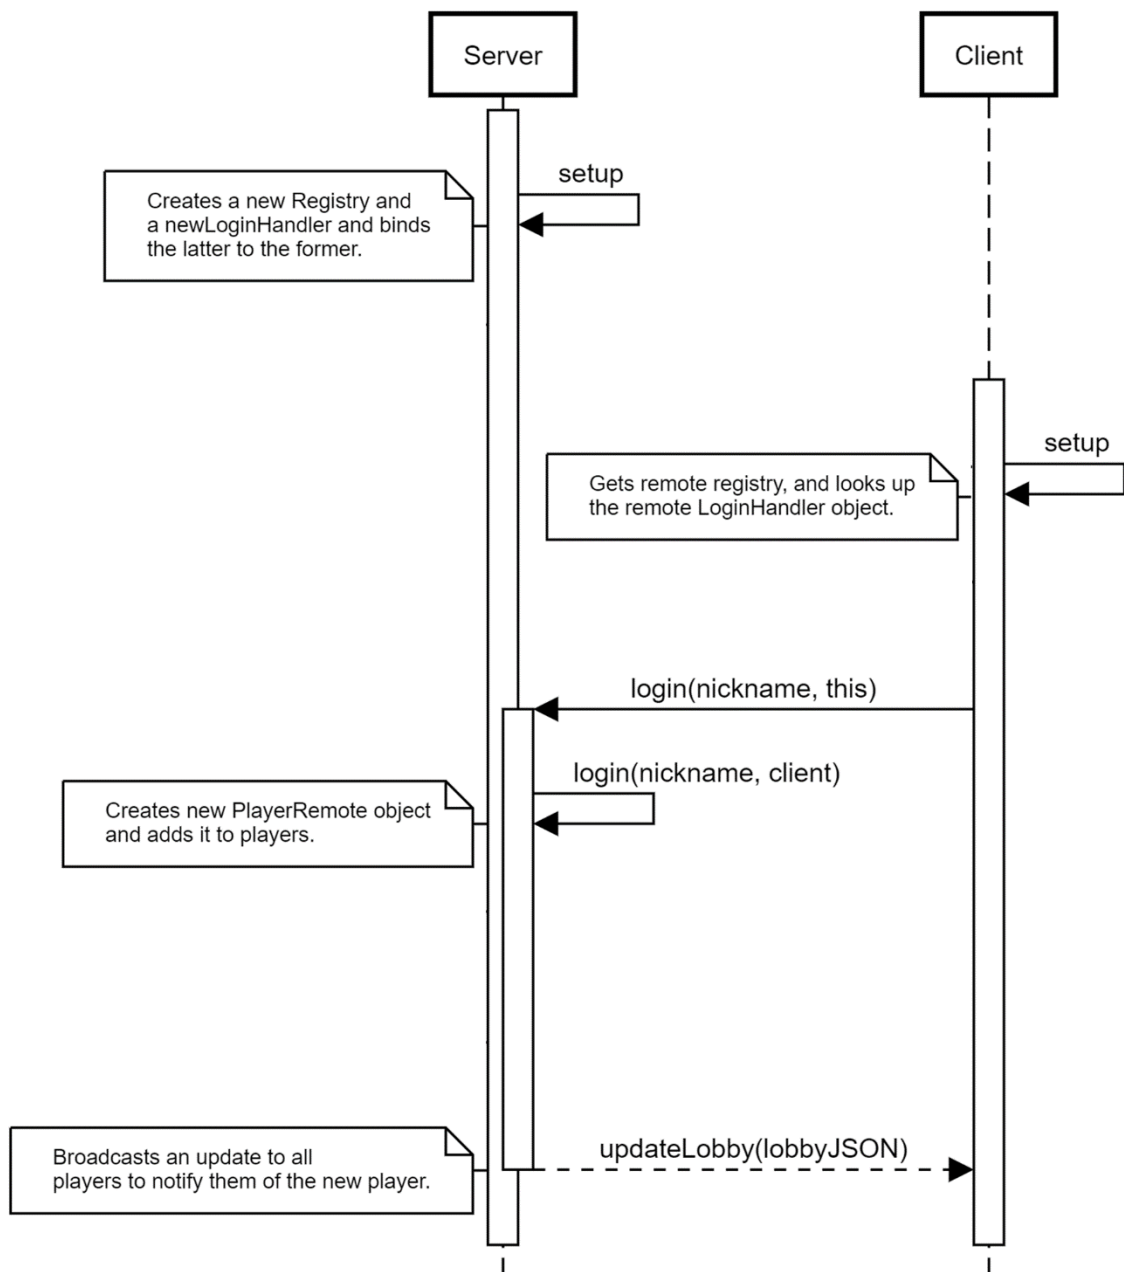 Server
Client
setup
Creates a new Registry and
a newLoginHandler and binds
the latter to the former.
setup
Gets remote registry, and looks up
the remote LoginHandler object.
login(nickname, this)
login(nickname, client)
Creates new PlayerRemote object
and adds it to players.
updateLobby(lobbyJSON)
Broadcasts an update to all
players to notify them of the new player.